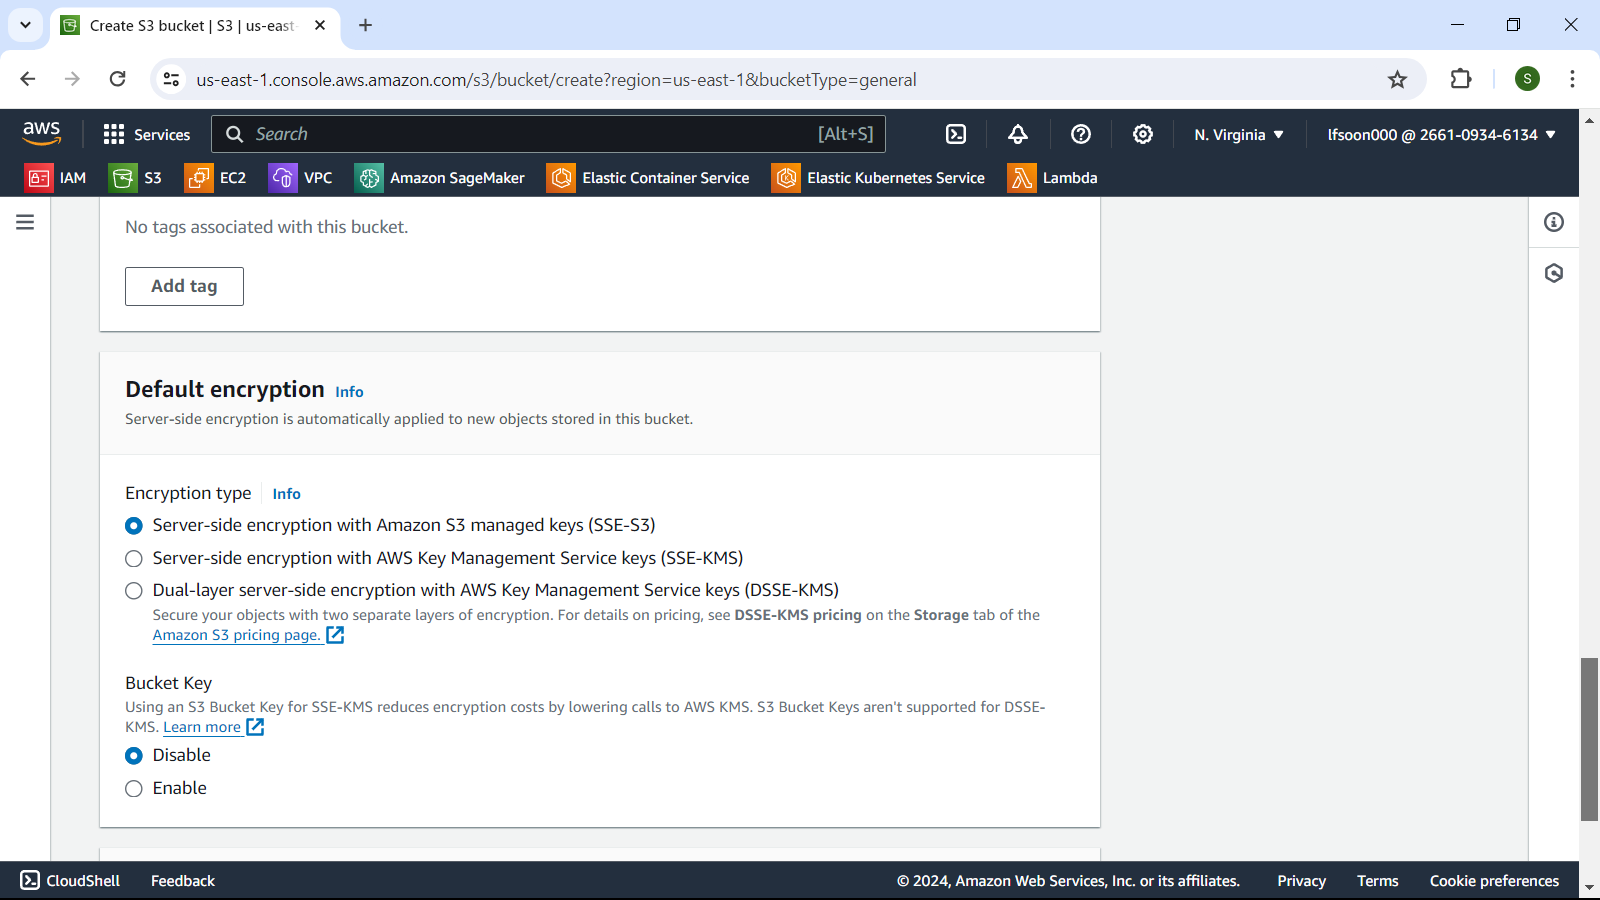 Create S3 bucket | S3 | us-east-
us-east-1.console.aws.amazon.com/s3/bucket/create?region=us-east-1&bucketType=general
S
aws
Services
Search
[Alt+S]
N. Virginia
lfsoon000 @ 2661-0934-6134
IAM
S3
EC2
VPC
Amazon SageMaker
Elastic Container Service
Elastic Kubernetes Service
Lambda
No tags associated with this bucket.
Add tag
Default encryption Info
Server-side encryption is automatically applied to new objects stored in this bucket.
Encryption type Info
Server-side encryption with Amazon S3 managed keys (SSE-S3)
Server-side encryption with AWS Key Management Service keys (SSE-KMS)
Dual-layer server-side encryption with AWS Key Management Service keys (DSSE-KMS)
Secure your objects with two separate layers of encryption. For details on pricing, see DSSE-KMS pricing on the Storage tab of the
Amazon S3 pricing page.
Bucket Key
Using an S3 Bucket Key for SSE-KMS reduces encryption costs by lowering calls to AWS KMS. S3 Bucket Keys aren't supported for DSSE-
KMS. Learn more
Disable
Enable
CloudShell
Feedback
© 2024, Amazon Web Services, Inc. or its affiliates.
Privacy
Terms
Cookie preferences